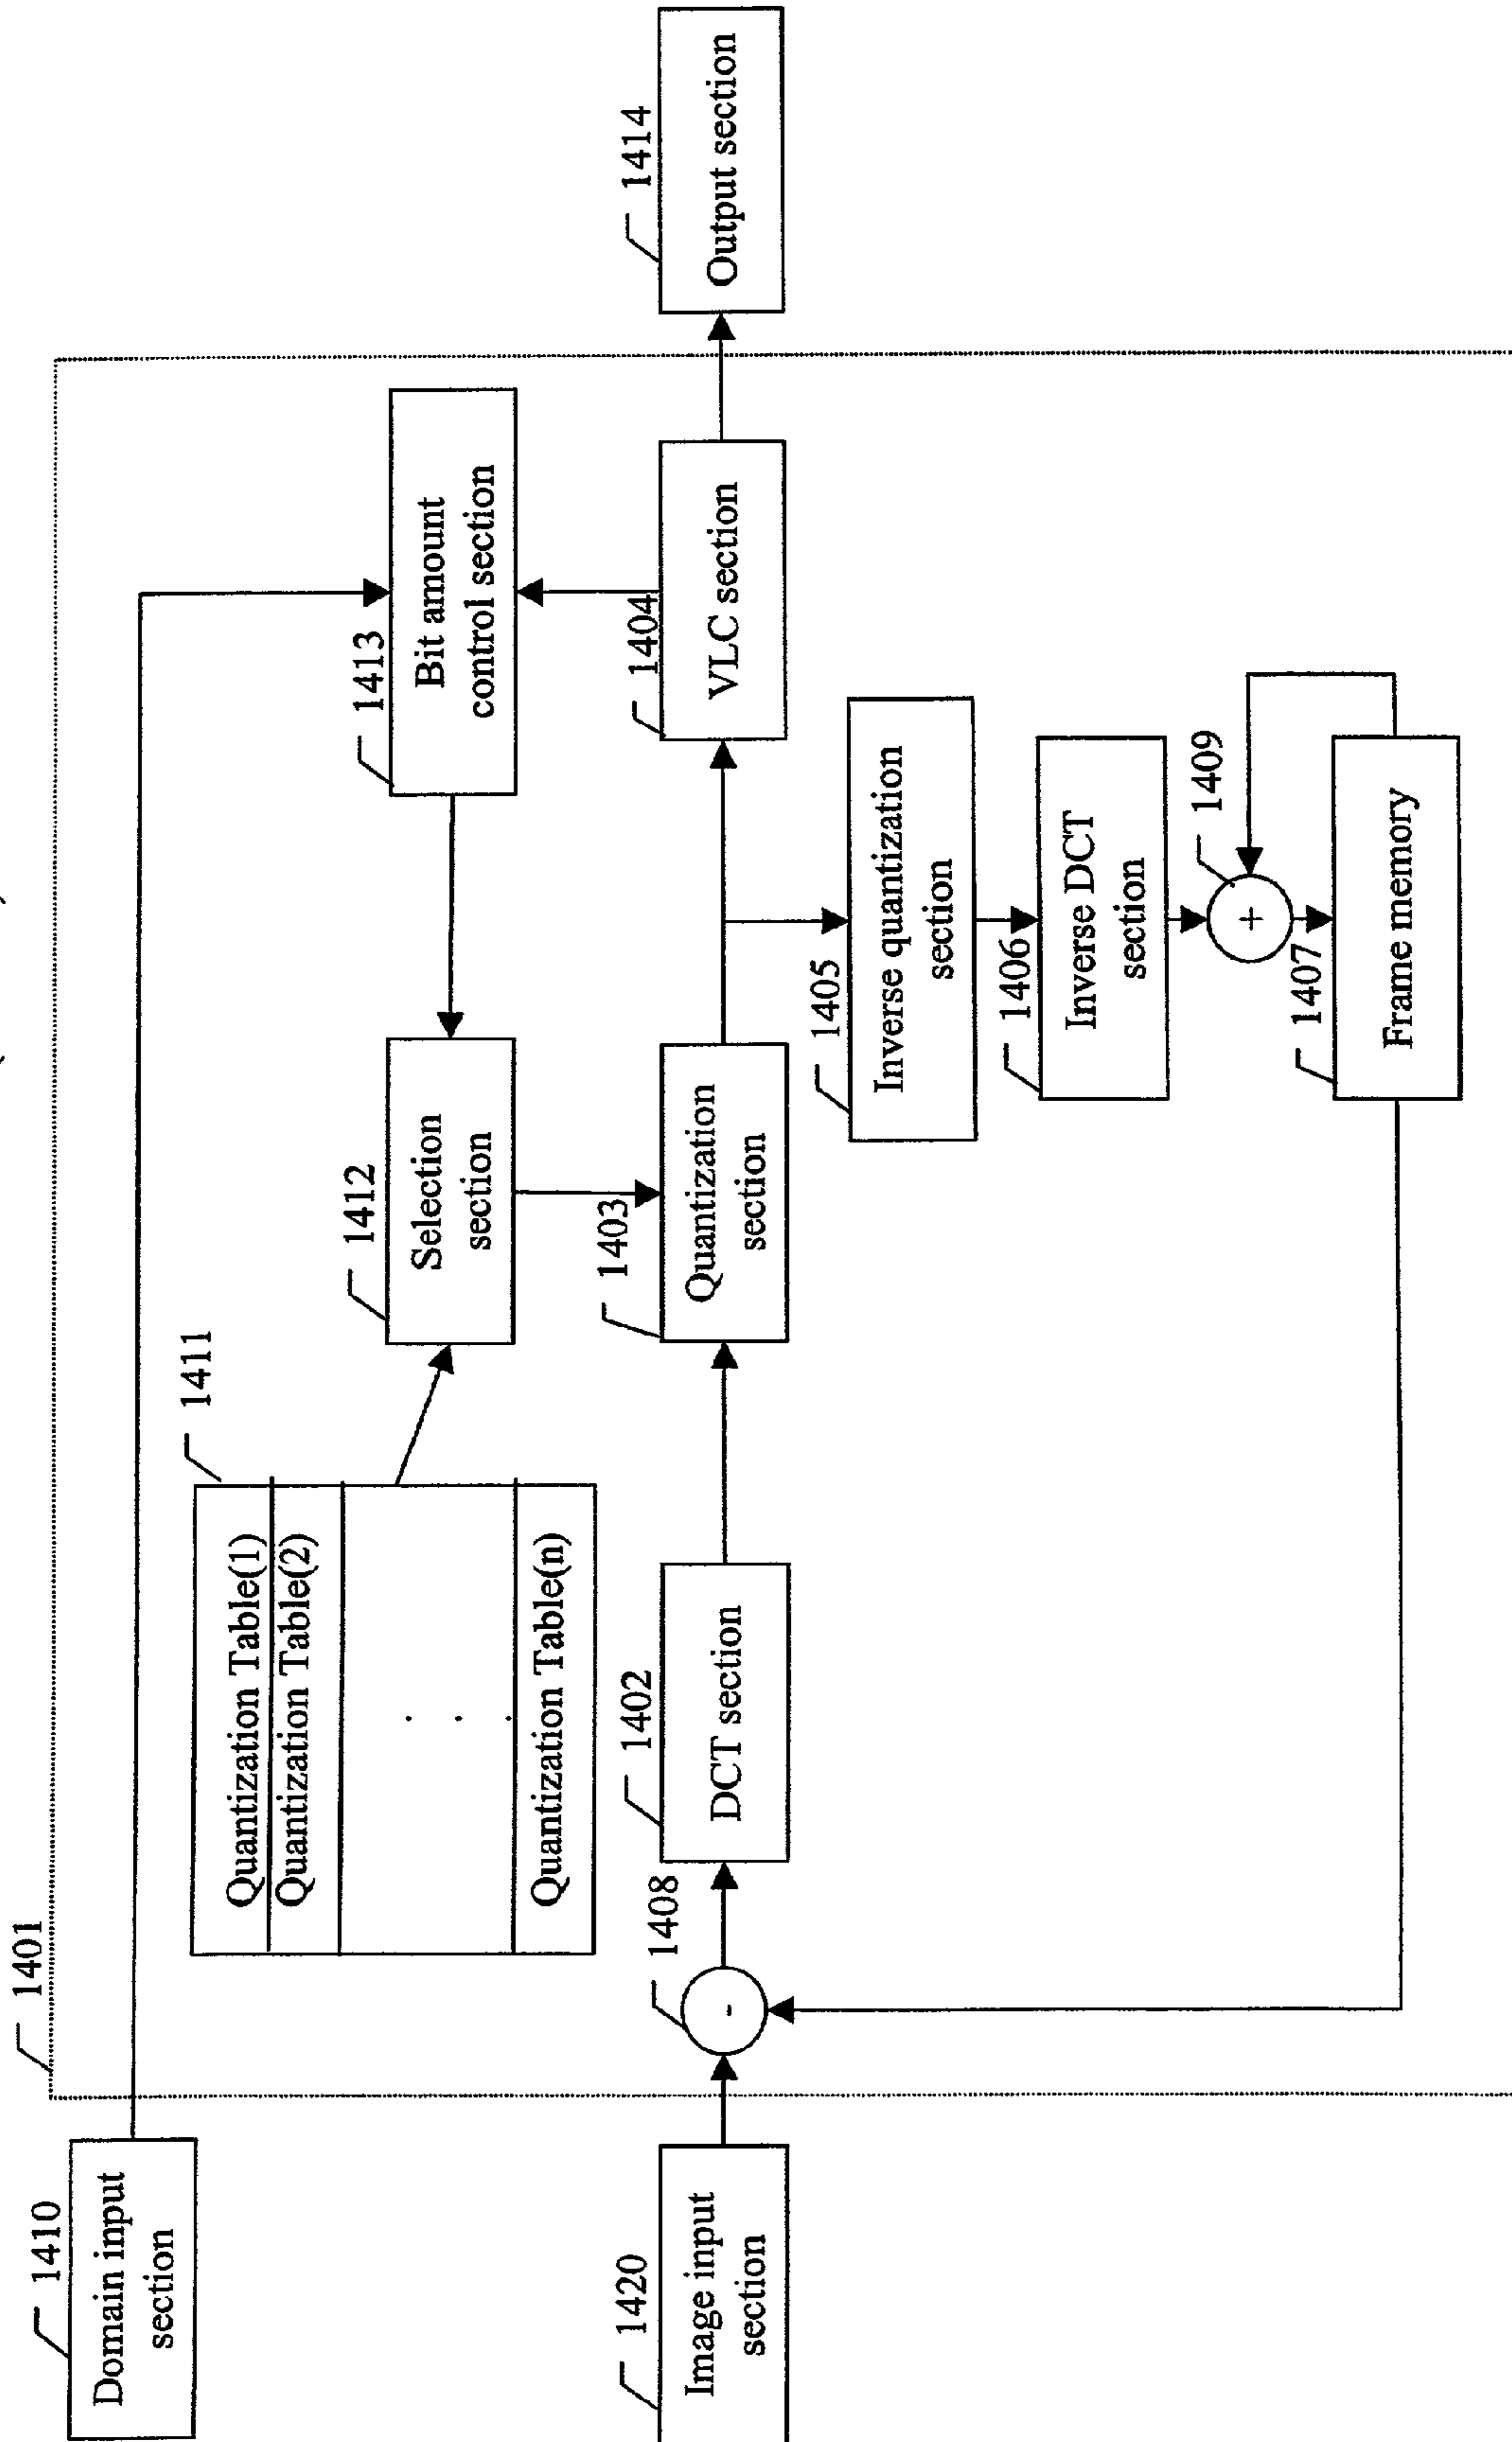 1401
1410
Domain input
section
1411
Quantization Table(1)
Quantization Table(2)
.
.
.
Quantization Table(n)
1412
Selection
section
1413
Bit amount
control section
1420
Image input
section
1408
-
1402
DCT section
1403
Quantization
section
1404
VLC section
1414
Output section
1405
Inverse quantization
section
1406
Inverse DCT
section
1409
+
1407
Frame memory